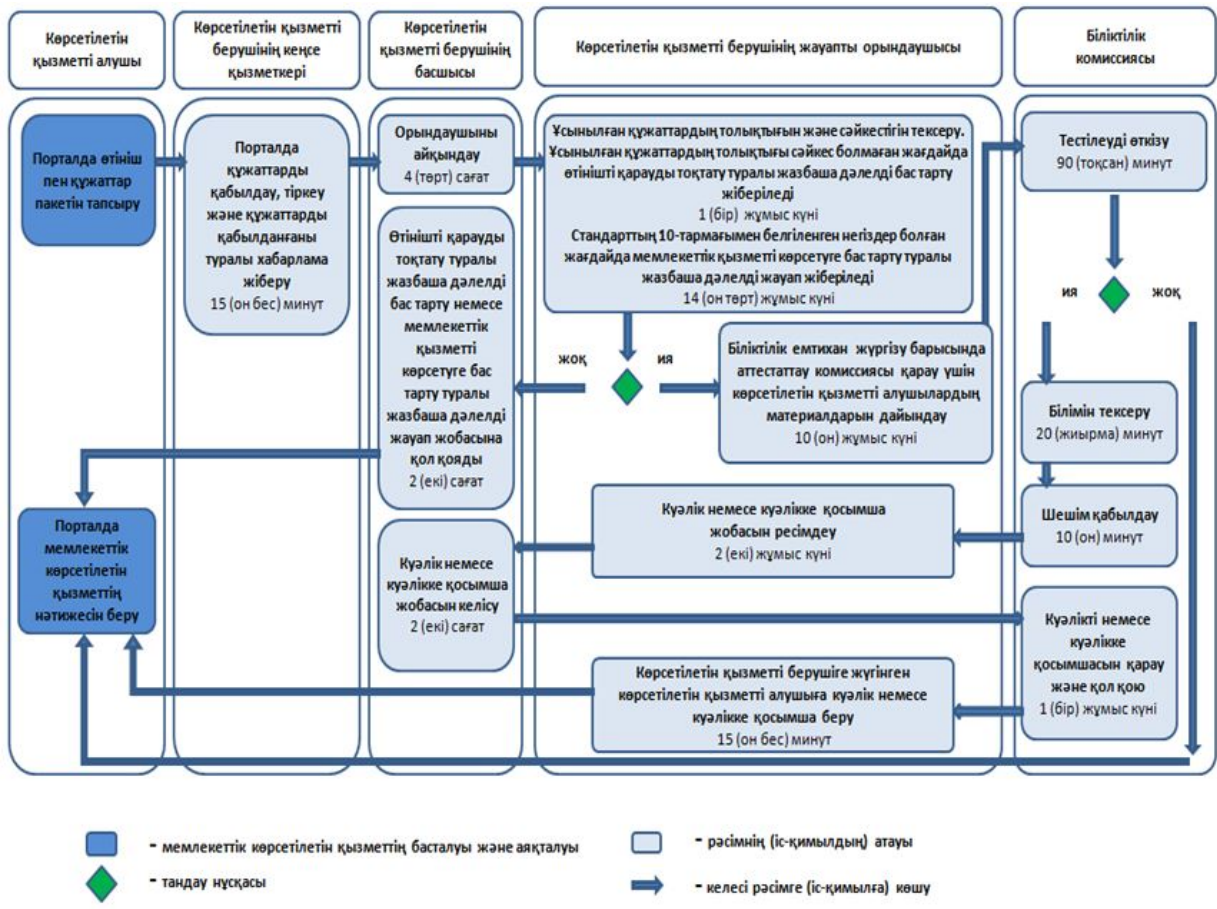 Көрсетілетін
қызметті алушы
Көрсетілетін қызметті
берушінің кеңсе
қызметкері
Көрсетілетін
қызметті берушінің
басшысы
Көрсетілетін қызметті берушінің жауапты орындаушысы
Біліктілік
комиссиясы
Порталда өтініш
пен құжаттар
пакетін тапсыру
Порталда
құжаттарды
қабылдау, тіркеу
және құжаттарды
қабылданғаны
туралы хабарлама
жіберу
15 (он бес) минут
Орындаушыны
айқындау
4 (төрт) сағат
Ұсынылған құжаттардың толықтығын және сәйкестігін тексеру.
Ұсынылған құжаттардың толықтығы сәйкес болмаған жағдайда
өтінішті қарауды тоқтату туралы жазбаша дәлелді бас тарту
жіберіледі
1 (бір) жұмыс күні
Стандарттың 10-тармағымен белгіленген негіздер болған
жағдайда мемлекеттік қызметті көрсетуге бас тарту туралы
жазбаша дәлелді жауап жіберіледі
14 (он төрт) жұмыс күні
Тестілеуді өткізу
90 (тоқсан) минут
ия
жоқ
Өтінішті қарауды
тоқтату туралы
жазбаша дәлелді
бас тарту немесе
мемлекеттік
қызметті
көрсетуге бас
тарту туралы
жазбаша дәлелді
жауап жобасына
қол қояды
2 (екі) сағат
жоқ
ия
Біліктілік емтихан жүргізу барысында
аттестаттау комиссиясы қарау үшін
көрсетілетін қызметті алушылардың
материалдарын дайындау
10 (он) жұмыс күні
Білімін тексеру
20 (жиырма) минут
Шешім қабылдау
10 (он) минут
Куәлік немесе куәлікке қосымша
жобасын ресімдеу
2 (екі) жұмыс күні
Порталда
мемлекеттік
көрсетілетін
қызметтің
нәтижесін беру
Куәлік немесе
куәлікке қосымша
жобасын келісу
2 (екі) сағат
Куәлікті немесе
куәлікке
қосымшасын қарау
және қол қою
1 (бір) жұмыс күні
Көрсетілетін қызметті берушіге жүгінген
көрсетілетін қызметті алушыға куәлік немесе
куәлікке қосымша беру
15 (он бес) минут
- мемлекеттік көрсетілетін қызметтің басталуы және аяқталуы
- рәсімнің (іс-қимылдың) атауы
- тандау нұсқасы
- келесі рәсімге (іс-қимылға) көшу